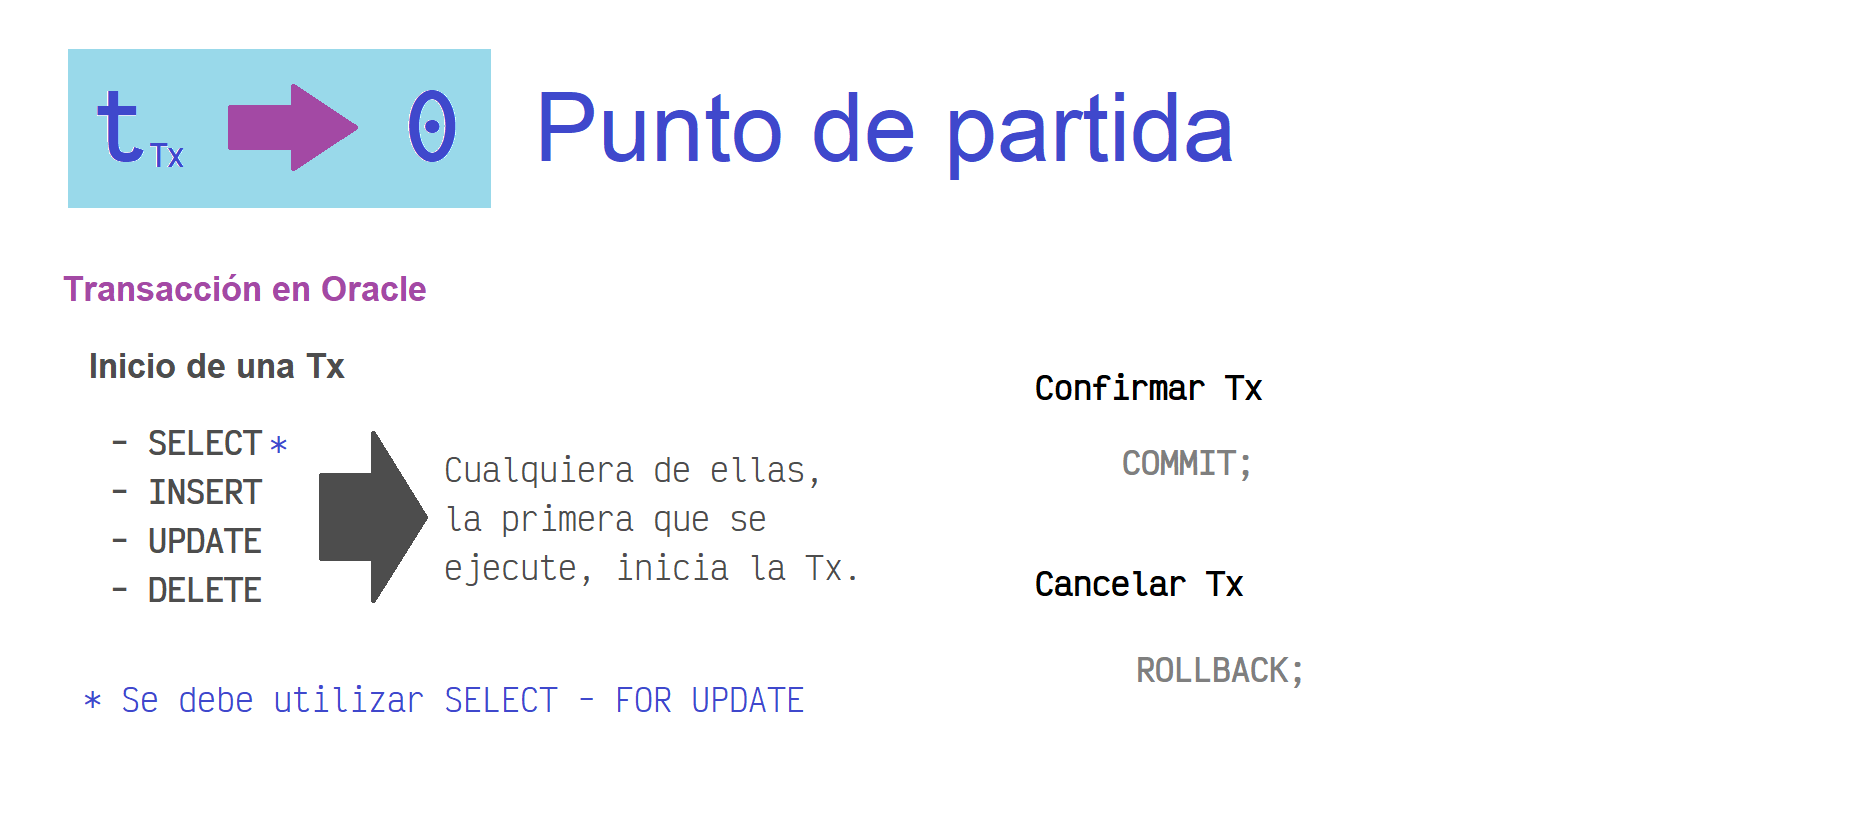 tTx 0 Punto de partida
Transacción en Oracle
Inicio de una Tx
- SELECT *
- INSERT
- UPDATE
- DELETE
Cualquiera de ellas,
la primera que se
ejecute, inicia la Tx.
* Se debe utilizar SELECT - FOR UPDATE
Confirmar Tx
COMMIT;
Cancelar Tx
ROLLBACK;